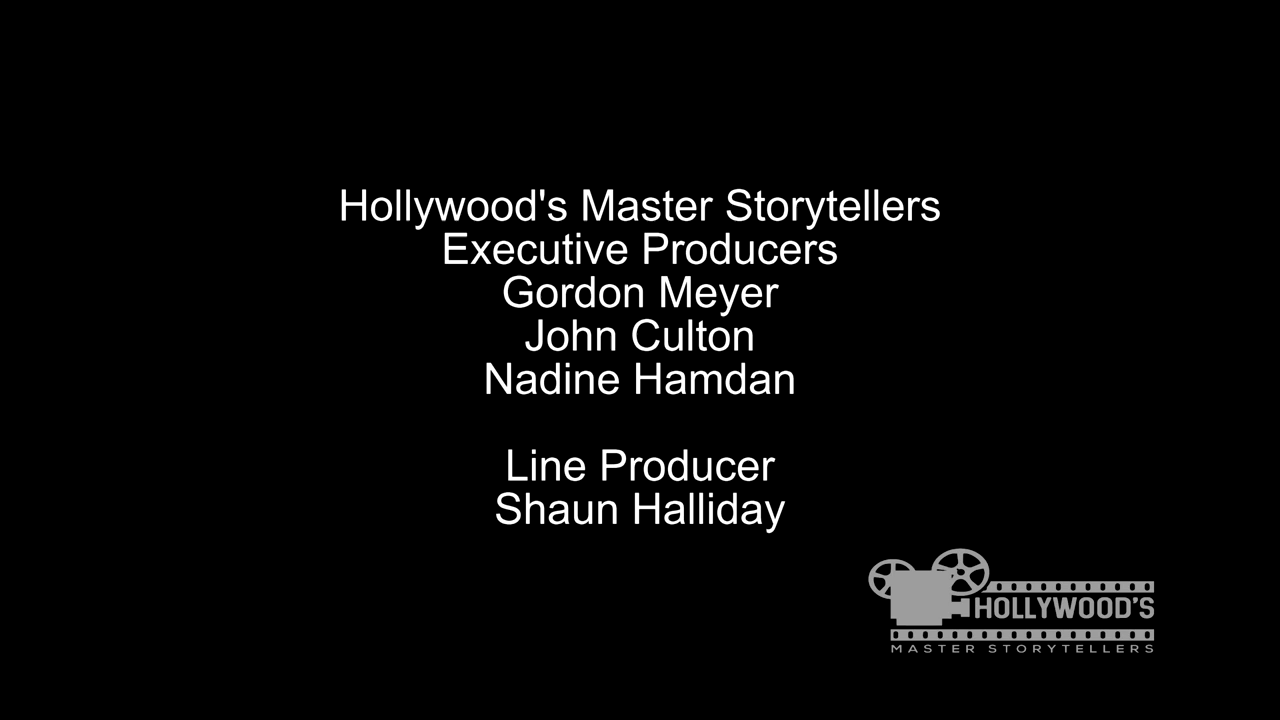 Hollywood's Master Storytellers
Executive Producers
Gordon Meyer
John Culton
Nadine Hamdan
Line Producer
Shaun Halliday
HOLLYWOOD'S
MASTER STORYTELLERS